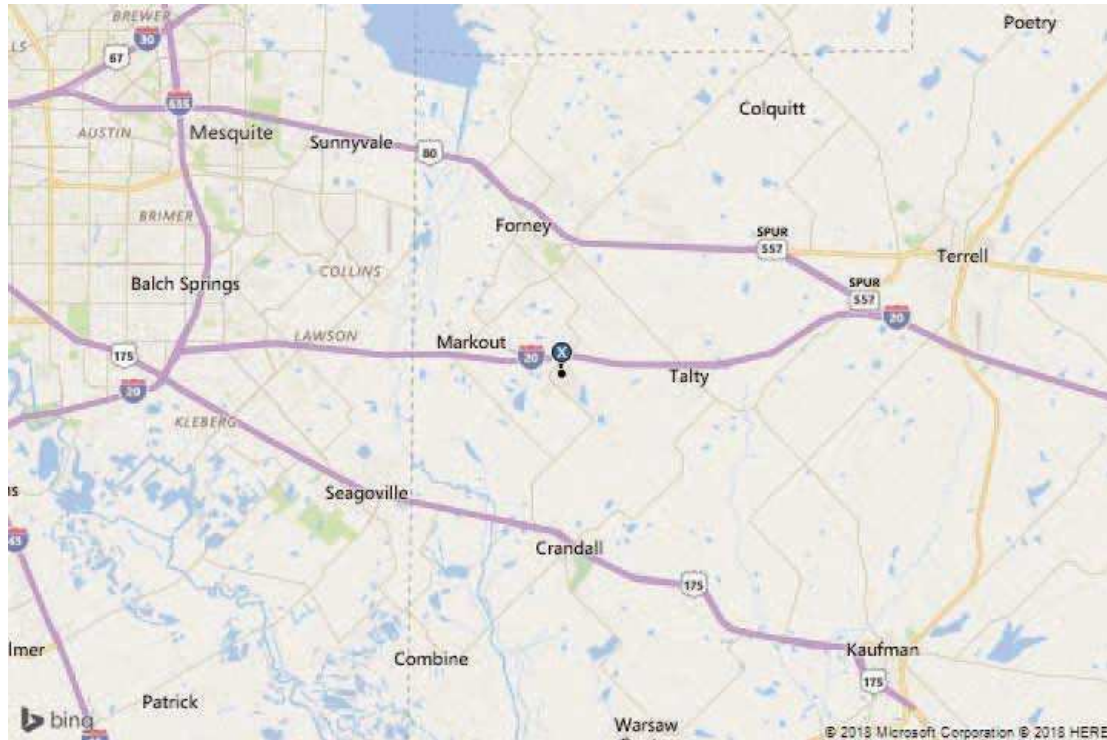 BREWER
Poetry
30
67
635
Colquitt
AUSTIN
Mesquite
Sunnyvale
80
BRIMER
Forney
SPUR
557
Terrell
COLLINS
Balch Springs
SPUR
557
20
LAWSON
Markout
20
X
175
Talty
20
KLEBERG
Seagoville
Crandall
175
Kaufman
Combine
175
Patrick
bing
Warsaw
© 2018 Microsoft Corporation © 2018 HERE